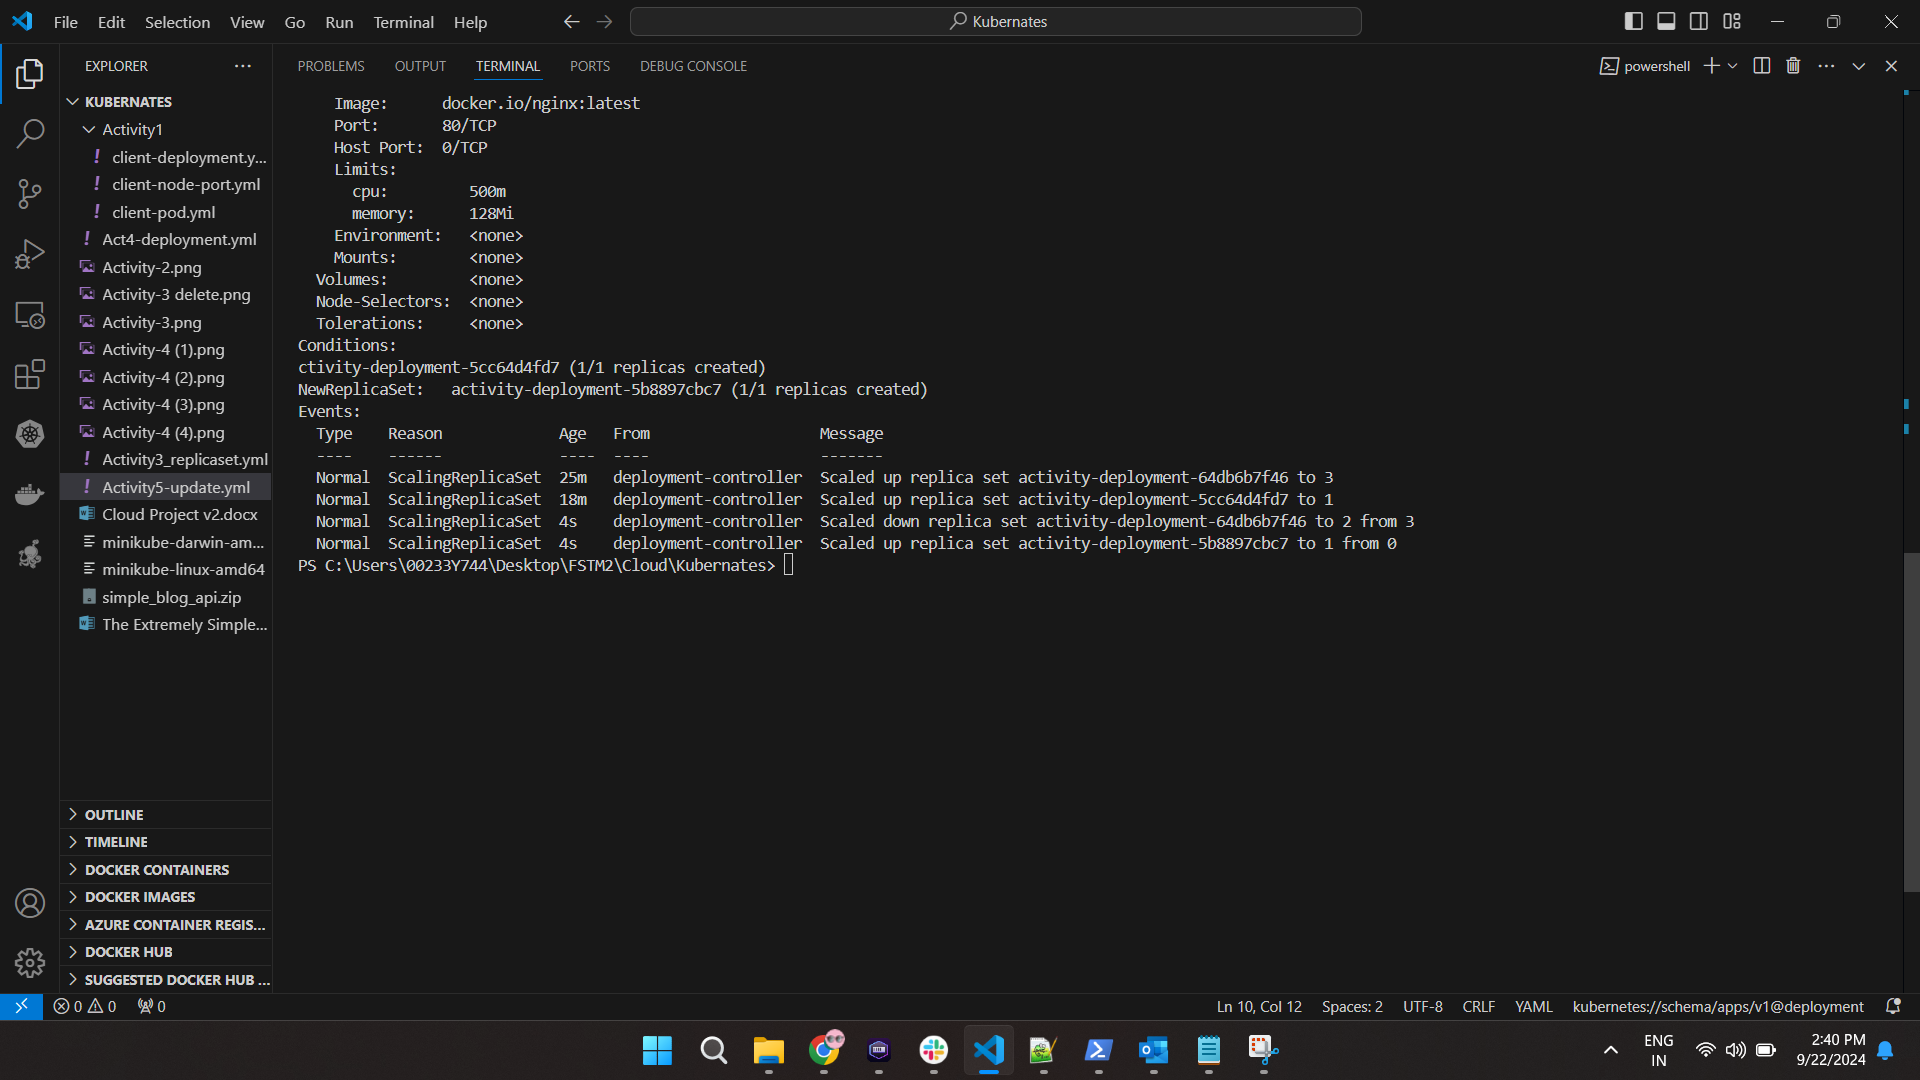 File Edit Selection View Go Run Terminal Help
Kubernates
EXPLORER
KUBERNATES
Activity1
client-deployment.y...
client-node-port.yml
client-pod.yml
Act4-deployment.yml
Activity-2.png
Activity-3 delete.png
Activity-3.png
Activity-4 (1).png
Activity-4 (2).png
Activity-4 (3).png
Activity-4 (4).png
Activity3_replicaset.yml
Activity5-update.yml
Cloud Project v2.docx
minikube-darwin-am...
minikube-linux-amd64
simple_blog_api.zip
The Extremely Simple...
OUTLINE
TIMELINE
DOCKER CONTAINERS
DOCKER IMAGES
AZURE CONTAINER REGIS...
DOCKER HUB
SUGGESTED DOCKER HUB ...
PROBLEMS OUTPUT TERMINAL PORTS DEBUG CONSOLE
powershell
Image: docker.io/nginx:latest
Port: 80/TCP
Host Port: 0/TCP
Limits:
cpu: 500m
memory: 128Mi
Environment: <none>
Mounts: <none>
Volumes: <none>
Node-Selectors: <none>
Tolerations: <none>
Conditions:
ctivity-deployment-5cc64d4fd7 (1/1 replicas created)
NewReplicaSet: activity-deployment-5b8897cbc7 (1/1 replicas created)
Events:
Type Reason Age From Message
---- ------ ---- ---- -------
Normal ScalingReplicaSet 25m deployment-controller Scaled up replica set activity-deployment-64db6b7f46 to 3
Normal ScalingReplicaSet 18m deployment-controller Scaled up replica set activity-deployment-5cc64d4fd7 to 1
Normal ScalingReplicaSet 4s deployment-controller Scaled down replica set activity-deployment-64db6b7f46 to 2 from 3
Normal ScalingReplicaSet 4s deployment-controller Scaled up replica set activity-deployment-5b8897cbc7 to 1 from 0
PS C:\Users\00233Y744\Desktop\FSTM2\Cloud\Kubernates>
0 0 0
Ln 10, Col 12 Spaces: 2 UTF-8 CRLF YAML kubernetes://schema/apps/v1@deployment
ENG
IN
2:40 PM
9/22/2024